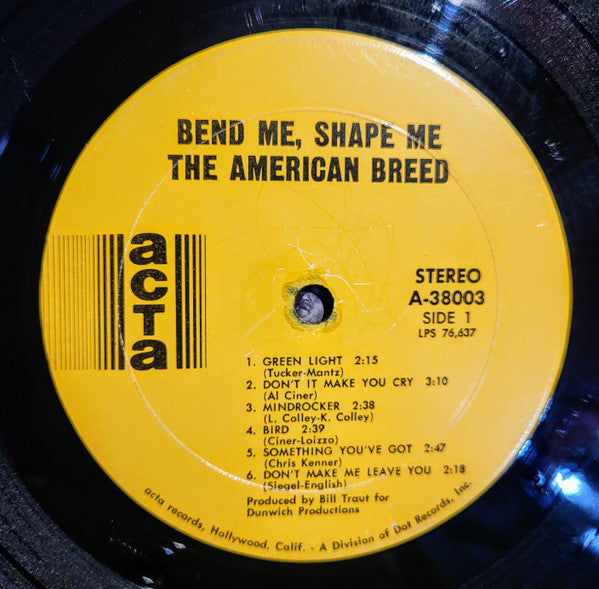 BEND ME, SHAPE ME
THE AMERICAN BREED
acta
STEREO
A-38003
SIDE 1
LPS 76,637
1. GREEN LIGHT 2:15
(Tucker-Mantz)
2. DON'T IT MAKE YOU CRY 3:10
(Al Ciner)
3. MINDROCKER 2:38
(L. Colley-K. Colley)
4. BIRD 2:39
(Ciner-Loizzo)
5. SOMETHING YOU'VE GOT 2:47
(Chris Kenner)
6. DON'T MAKE ME LEAVE YOU 2:18
(Siegel-English)
Produced by Bill Traut for
Dunwich Productions
acta records, Hollywood, Calif. - A Division of Dot Records, Inc.